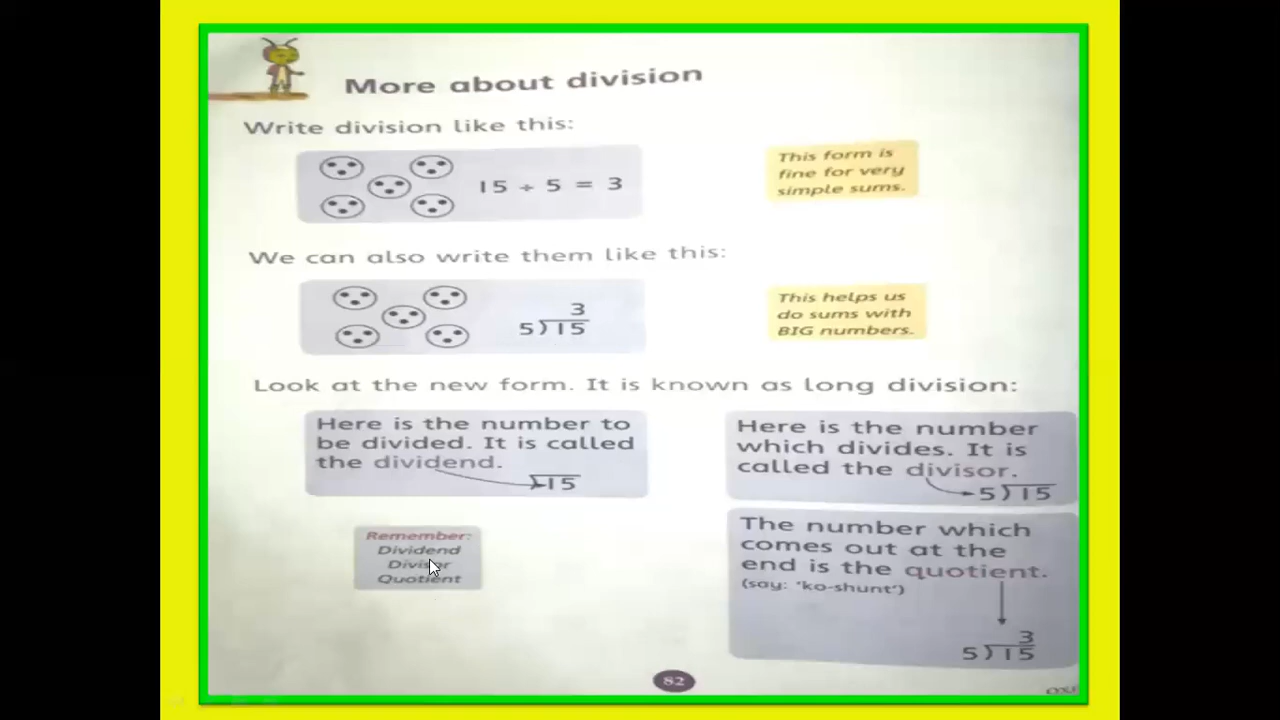 More about division
Write division like this:
15 ÷ 5 = 3
This form is
fine for very
simple sums.
We can also write them like this:
3
5)15
This helps us
do sums with
BIG numbers.
Look at the new form. It is known as long division:
Here is the number to
be divided. It is called
the dividend.
)15
Here is the number
which divides. It is
called the divisor.
5)15
Remember:
Dividend
Divisor
Quotient
The number which
comes out at the
end is the quotient.
(say: 'ko-shunt')
3
5)15
82